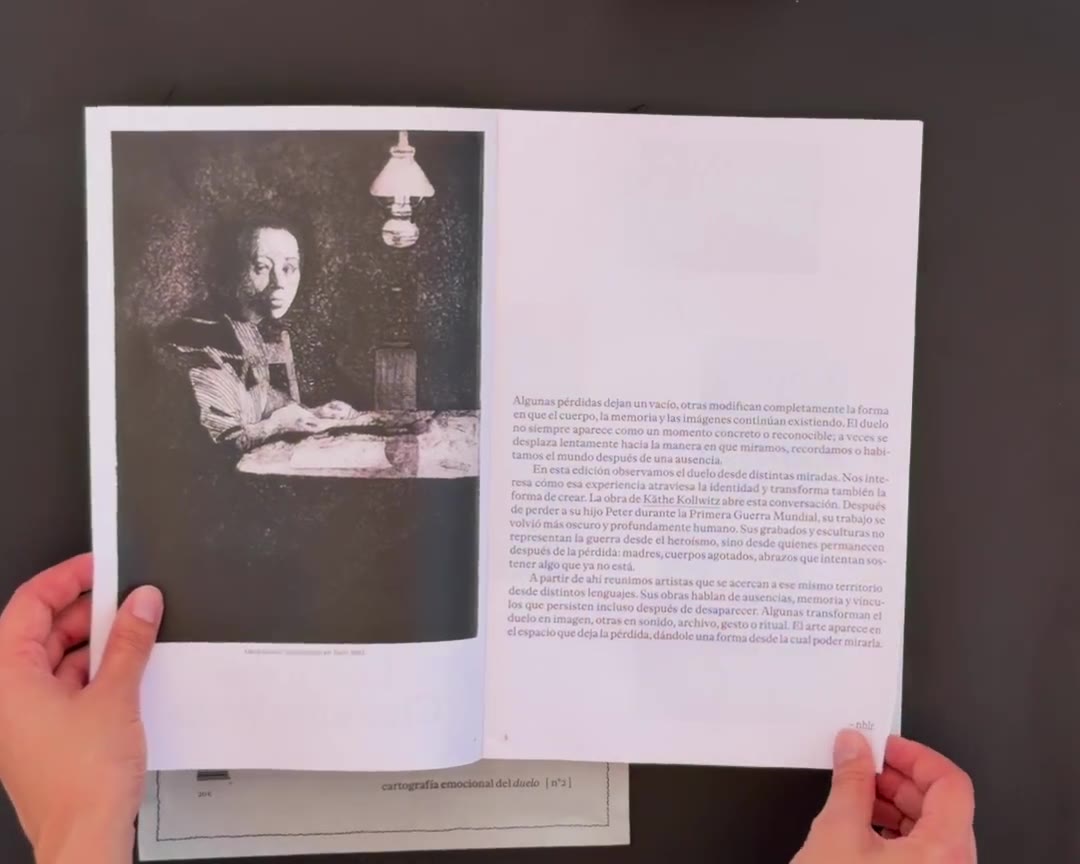 Algunas pérdidas dejan un vacío, otras modifican completamente la forma
en que el cuerpo, la memoria y las imágenes continúan existiendo. El duelo
no siempre aparece como un momento concreto o reconocible; a veces se
desplaza lentamente hacia la manera en que miramos, recordamos o habi-
tamos el mundo después de una ausencia.
En esta edición observamos el duelo desde distintas miradas. Nos inte-
resa cómo esa experiencia atraviesa la identidad y transforma también la
forma de crear. La obra de Käthe Kollwitz abre esta conversación. Después
de perder a su hijo Peter durante la Primera Guerra Mundial, su trabajo se
volvió más oscuro y profundamente humano. Sus grabados y esculturas no
representan la guerra desde el heroísmo, sino desde quienes permanecen
después de la pérdida: madres, cuerpos agotados, abrazos que intentan sos-
tener algo que ya no está.
A partir de ahí reunimos artistas que se acercan a ese mismo territorio
desde distintos lenguajes. Sus obras hablan de ausencias, memoria y víncu-
los que persisten incluso después de desaparecer. Algunas transforman el
duelo en imagen, otras en sonido, archivo, gesto o ritual. El arte aparece en
el espacio que deja la pérdida, dándole una forma desde la cual poder mirarla.
– nblr
cartografía emocional del duelo [ nº2 ]